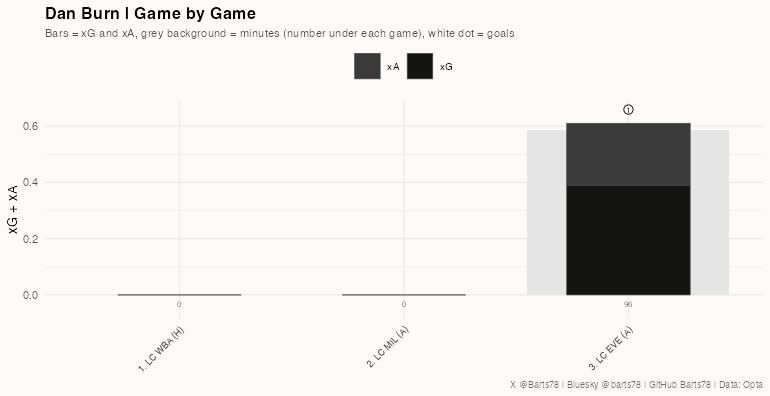 Dan Burn | Game by Game
Bars = xG and xA, grey background = minutes (number under each game), white dot = goals
xA xG
xG + xA
0.6
0.4
0.2
0.0
1
0 0 96
1. LC WBA (H)
2. LC MIL (A)
3. LC EVE (A)
X @Barts78 | Bluesky @barts78 | GitHub Barts78 | Data: Opta